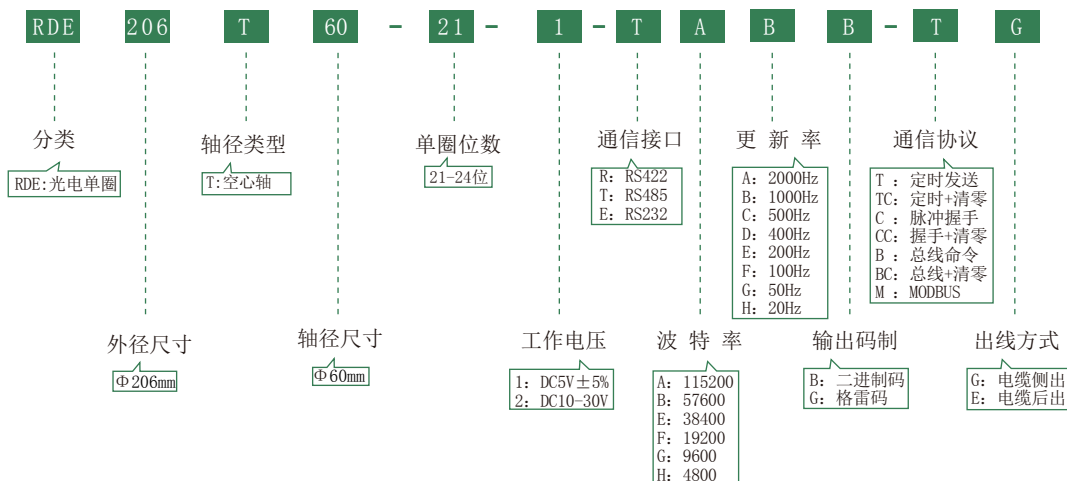 RDE 206 T 60 - 21 - 1 - T A B B - T G
分类
RDE:光电单圈
轴径类型
T:空心轴
单圈位数
21-24位
通信接口
R: RS422
T: RS485
E: RS232
更 新 率
A: 2000Hz
B: 1000Hz
C: 500Hz
D: 400Hz
E: 200Hz
F: 100Hz
G: 50Hz
H: 20Hz
通信协议
T : 定时发送
TC: 定时+清零
C : 脉冲握手
CC: 握手+清零
B : 总线命令
BC: 总线+清零
M : MODBUS
外径尺寸
Φ206mm
轴径尺寸
Φ60mm
工作电压
1: DC5V±5%
2: DC10-30V
波 特 率
A: 115200
B: 57600
E: 38400
F: 19200
G: 9600
H: 4800
输出码制
B: 二进制码
G: 格雷码
出线方式
G: 电缆侧出
E: 电缆后出